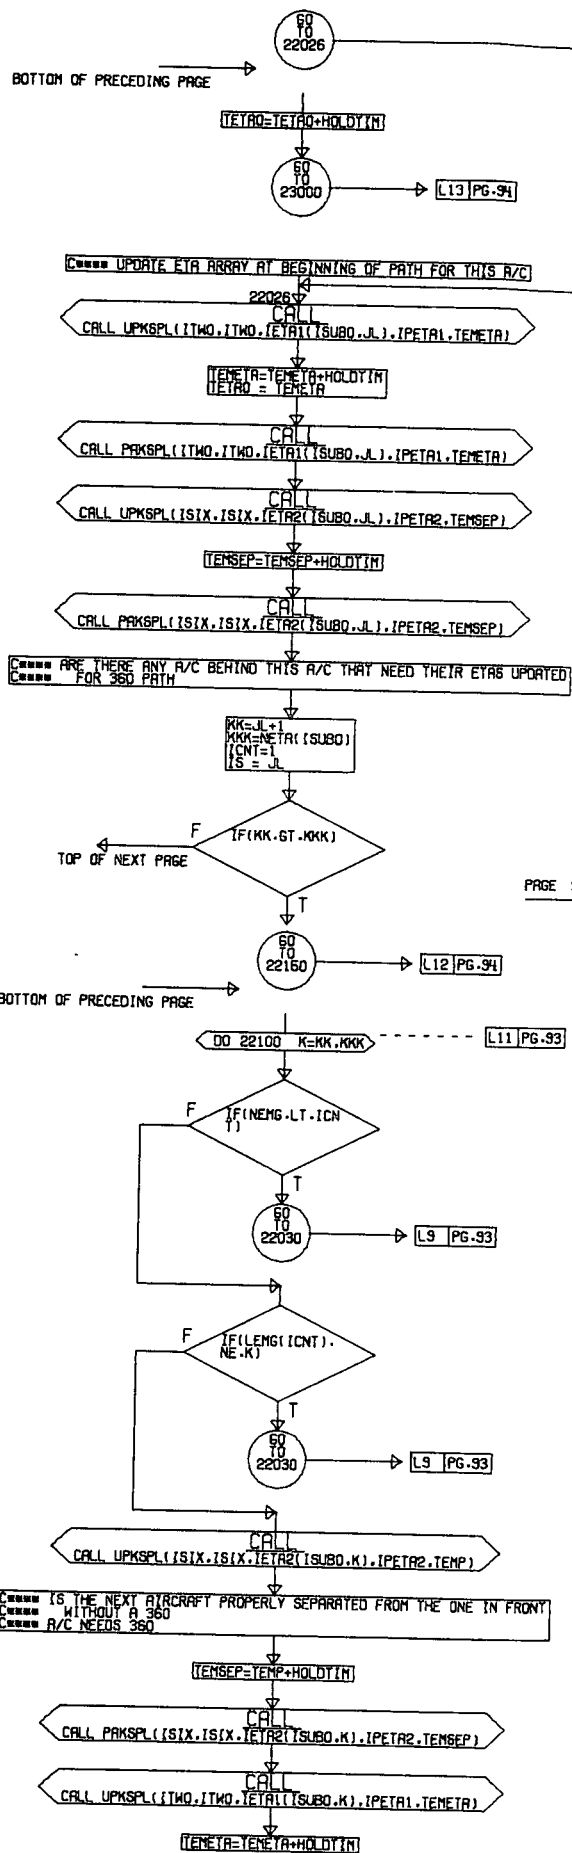 GO
TO
22026
BOTTOM OF PRECEDING PAGE
TETRO=TETRO+HOLDTIM
GO
TO
23000
L13 PG.94
C**** UPDATE ETA ARRAY AT BEGINNING OF PATH FOR THIS A/C
22026
CALL
CALL UPKSPL(ITWO.ITWO.IETA1(ISUBO.JL).IPETA1.TEMETA)
TEMETA=TEMETA+HOLDTIM
TETRO = TEMETA
CALL
CALL PAKSPL(ITWO.ITWO.IETA1(ISUBO.JL).IPETA1.TEMETA)
CALL
CALL UPKSPL(ISIX.ISIX.IETA2(ISUBO.JL).IPETA2.TEMSEP)
TEMSEP=TEMSEP+HOLDTIM
CALL
CALL PAKSPL(ISIX.ISIX.IETA2(ISUBO.JL).IPETA2.TEMSEP)
C**** ARE THERE ANY A/C BEHIND THIS A/C THAT NEED THEIR ETAS UPDATED
C**** FOR 360 PATH
KK=JL+1
KKK=NETA(ISUBO)
ICNT=1
IS = JL
F
IF(KK.GT.KKK)
TOP OF NEXT PAGE
T
PAGE
GO
TO
22160
L12 PG.94
BOTTOM OF PRECEDING PAGE
DO 22100 K=KK.KKK
L11 PG.93
F
IF(NEMG.LT.ICN
T)
T
GO
TO
22030
L9 PG.93
F
IF(LEMG(ICNT).
NE.K)
T
GO
TO
22030
L9 PG.93
CALL
CALL UPKSPL(ISIX.ISIX.IETA2(ISUBO.K).IPETA2.TEMP)
C**** IS THE NEXT AIRCRAFT PROPERLY SEPARATED FROM THE ONE IN FRONT
C**** WITHOUT A 360
C**** A/C NEEDS 360
TEMSEP=TEMP+HOLDTIM
CALL
CALL PAKSPL(ISIX.ISIX.IETA2(ISUBO.K).IPETA2.TEMSEP)
CALL
CALL UPKSPL(ITWO.ITWO.IETA1(ISUBO.K).IPETA1.TEMETA)
TEMETA=TEMETA+HOLDTIM